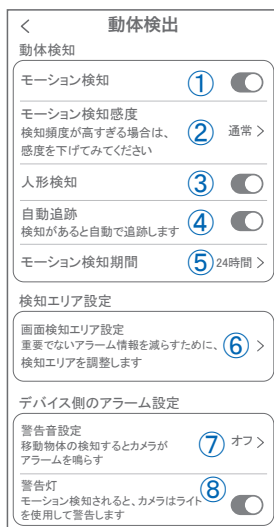 < 動体検出
動体検知
モーション検知 ①
モーション検知感度
検知頻度が高すぎる場合は、
感度を下げてみてください
② 通常 >
人形検知 ③
自動追跡
検知があると自動で追跡します
④
モーション検知期間 ⑤ 24時間 >
検知エリア設定
画面検知エリア設定
重要でないアラーム情報を減らすために、
検知エリアを調整します
⑥ >
デバイス側のアラーム設定
警告音設定
移動物体の検知するとカメラが
アラームを鳴らす
⑦ オフ >
警告灯
モーション検知されると、カメラはライト
を使用して警告します
⑧